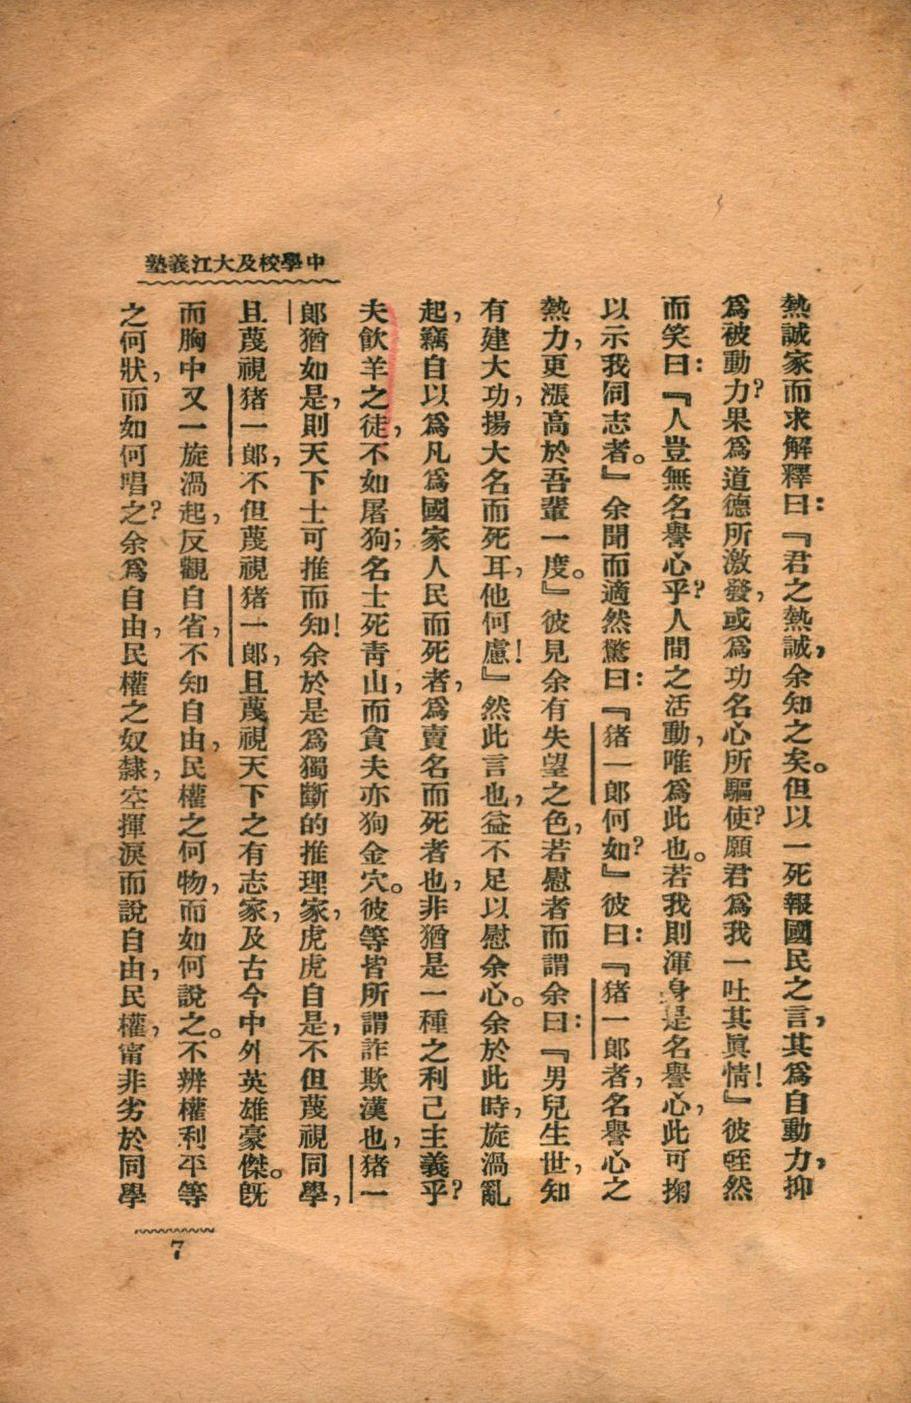 中學校及大江義塾
熱誠家而求解釋曰：『君之熱誠，余知之矣。但以一死報國民之言，其爲自動力，抑
爲被動力？果爲道德所激發，或爲功名心所驅使？願君爲我一吐其眞情！』彼咥然
而笑曰：『人豈無名譽心乎？人間之活動，唯爲此也。若我則渾身是名譽心，此可掬
以示我同志者。』余聞而適然驚曰：『猪一郎何如？』彼曰：『猪一郎者，名譽心之
熱力，更漲高於吾輩一度。』彼見余有失望之色，若慰者而謂余曰：『男兒生世，知
有建大功，揚大名而死耳，他何慮！』然此言也，益不足以慰余心。余於此時，旋渦亂
起，竊自以爲凡爲國家人民而死者，爲賣名而死者也，非猶是一種之利己主義乎？
夫飮羊之徒，不如屠狗；名士死靑山，而貪夫亦狥金穴。彼等皆所謂詐欺漢也，猪一
郎猶如是，則天下士可推而知！余於是爲獨斷的推理家，虎虎自是，不但蔑視同學，
且蔑視猪一郎，不但蔑視猪一郎，且蔑視天下之有志家，及古今中外英雄豪傑。旣
而胸中又一旋渦起，反觀自省，不知自由，民權之何物，而如何說之。不辨權利平等
之何狀，而如何唱之？余爲自由，民權之奴隸，空揮淚而說自由，民權，甯非劣於同學
7